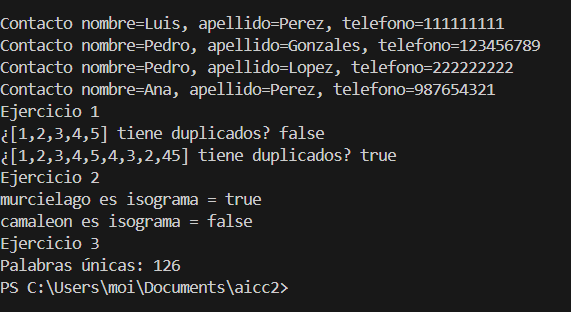 Contacto nombre=Luis, apellido=Perez, telefono=111111111
Contacto nombre=Pedro, apellido=Gonzales, telefono=123456789
Contacto nombre=Pedro, apellido=Lopez, telefono=222222222
Contacto nombre=Ana, apellido=Perez, telefono=987654321
Ejercicio 1
¿[1,2,3,4,5] tiene duplicados? false
¿[1,2,3,4,5,4,3,2,45] tiene duplicados? true
Ejercicio 2
murcielago es isograma = true
camaleon es isograma = false
Ejercicio 3
Palabras únicas: 126
PS C:\Users\moi\Documents\aicc2>